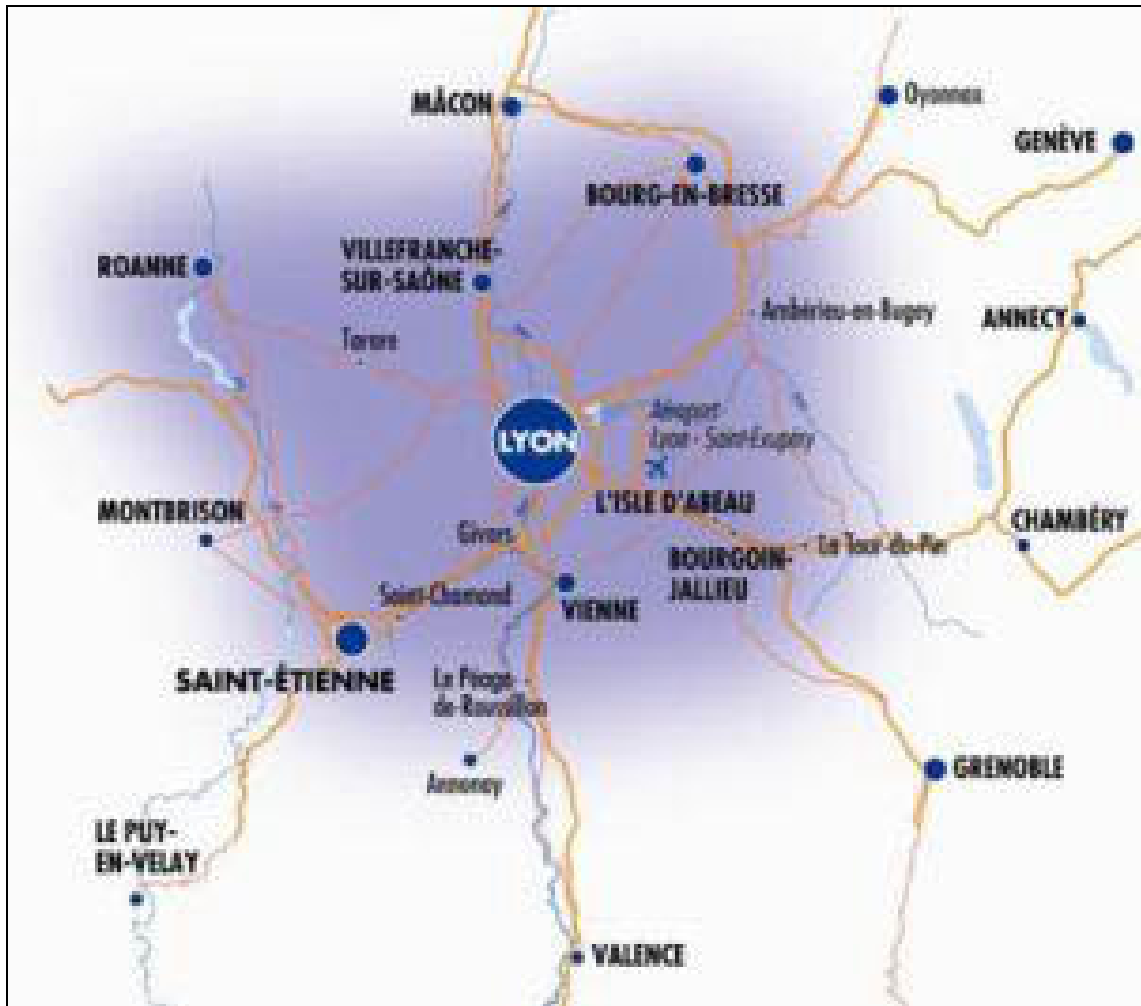 MÂCON
Oyonnax
GENÈVE
BOURG-EN-BRESSE
VILLEFRANCHE-
SUR-SAÔNE
ROANNE
Tarare
Ambérieu-en-Bugey
ANNECY
LYON
Aéroport
Lyon - Saint-Exupéry
L'ISLE D'ABEAU
MONTBRISON
Givors
CHAMBÉRY
BOURGOIN-
JALLIEU
La Tour-du-Pin
Saint-Chamond
VIENNE
SAINT-ÉTIENNE
Le Péage-
de-Roussillon
Annonay
GRENOBLE
LE PUY-
EN-VELAY
VALENCE